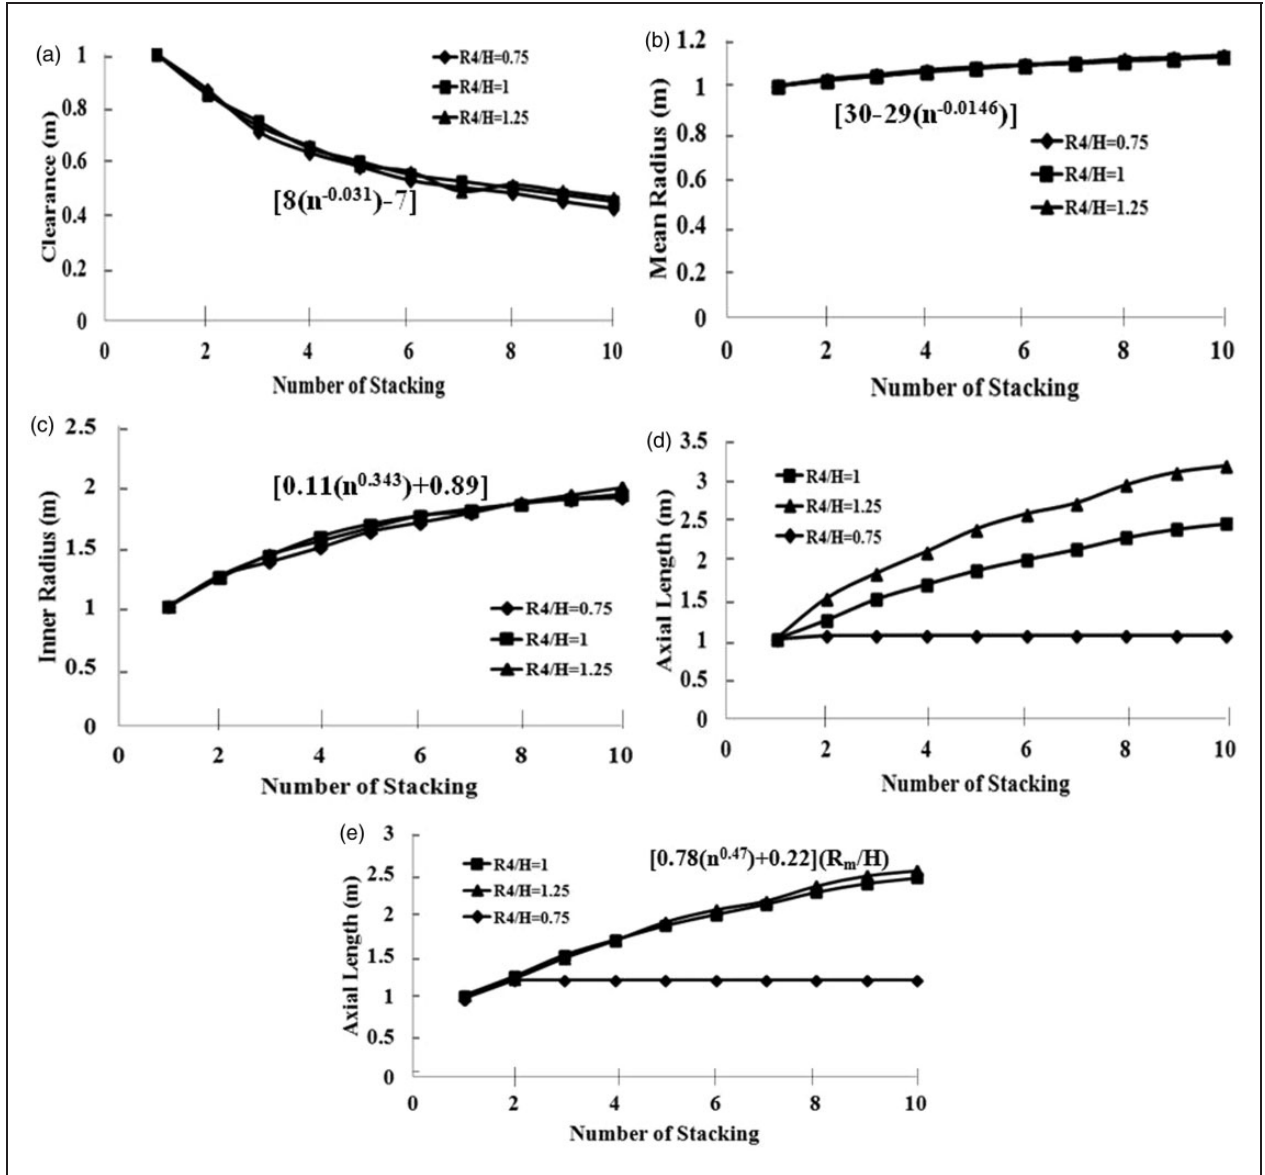 (a)
1
0.8
0.6
0.4
0.2
0
Clearance (m)
R4/H=0.75
R4/H=1
R4/H=1.25
[8(n-0.031)-7]
0 2 4 6 8 10
Number of Stacking
(b)
1.2
1
0.8
0.6
0.4
0.2
0
Mean Radius (m)
[30-29(n-0.0146)]
R4/H=0.75
R4/H=1
R4/H=1.25
0 2 4 6 8 10
Number of Stacking
(c)
2.5
2
1.5
1
0.5
0
Inner Radius (m)
[0.11(n0.343)+0.89]
R4/H=0.75
R4/H=1
R4/H=1.25
0 2 4 6 8 10
Number of Stacking
(d)
3.5
3
2.5
2
1.5
1
0.5
0
Axial Length (m)
R4/H=1
R4/H=1.25
R4/H=0.75
0 2 4 6 8 10
Number of Stacking
(e)
3
2.5
2
1.5
1
0.5
0
Axial Length (m)
R4/H=1
R4/H=1.25
R4/H=0.75
[0.78(n0.47)+0.22](Rm/H)
0 2 4 6 8 10
Number of Stacking